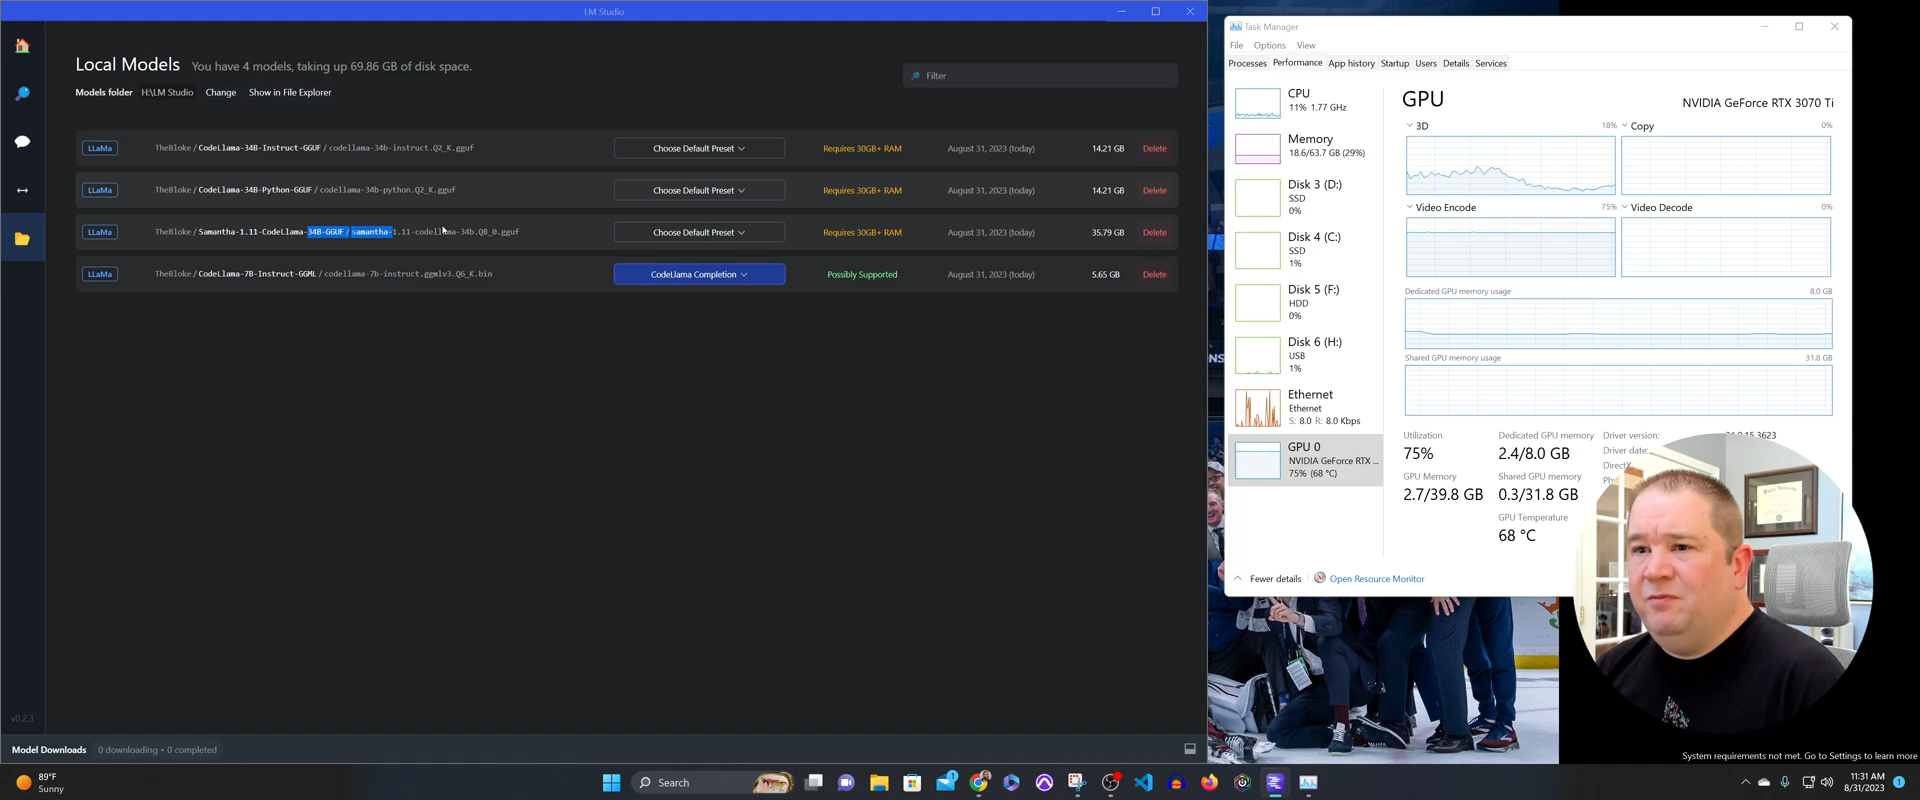 LM Studio
Local Models You have 4 models, taking up 69.86 GB of disk space.
Filter
Models folder H:\LM Studio Change Show in File Explorer
LLaMa TheBloke / CodeLlama-34B-Instruct-GGUF / codellama-34b-instruct.Q2_K.gguf Choose Default Preset Requires 30GB+ RAM August 31, 2023 (today) 14.21 GB Delete
LLaMa TheBloke / CodeLlama-34B-Python-GGUF / codellama-34b-python.Q2_K.gguf Choose Default Preset Requires 30GB+ RAM August 31, 2023 (today) 14.21 GB Delete
LLaMa TheBloke / Samantha-1.11-CodeLlama-34B-GGUF / samantha-1.11-codellama-34b.Q8_0.gguf Choose Default Preset Requires 30GB+ RAM August 31, 2023 (today) 35.79 GB Delete
LLaMa TheBloke / CodeLlama-7B-Instruct-GGML / codellama-7b-instruct.ggmlv3.Q6_K.bin CodeLlama Completion Possibly Supported August 31, 2023 (today) 5.65 GB Delete
v0.2.3
Model Downloads 0 downloading • 0 completed
Task Manager
File Options View
Processes Performance App history Startup Users Details Services
CPU
11% 1.77 GHz
Memory
18.6/63.7 GB (29%)
Disk 3 (D:)
SSD
0%
Disk 4 (C:)
SSD
1%
Disk 5 (F:)
HDD
0%
Disk 6 (H:)
USB
1%
Ethernet
Ethernet
S: 8.0 R: 8.0 Kbps
GPU 0
NVIDIA GeForce RTX ...
75% (68 °C)
GPU NVIDIA GeForce RTX 3070 Ti
3D 18% Copy 0%
Video Encode 75% Video Decode 0%
Dedicated GPU memory usage 8.0 GB
Shared GPU memory usage 31.8 GB
Utilization
75%
Dedicated GPU memory
2.4/8.0 GB
GPU Memory
2.7/39.8 GB
Shared GPU memory
0.3/31.8 GB
GPU Temperature
68 °C
Driver version:
Driver date:
Fewer details Open Resource Monitor
System requirements not met. Go to Settings to learn more
89°F
Sunny
Search
11:31 AM
8/31/2023
1